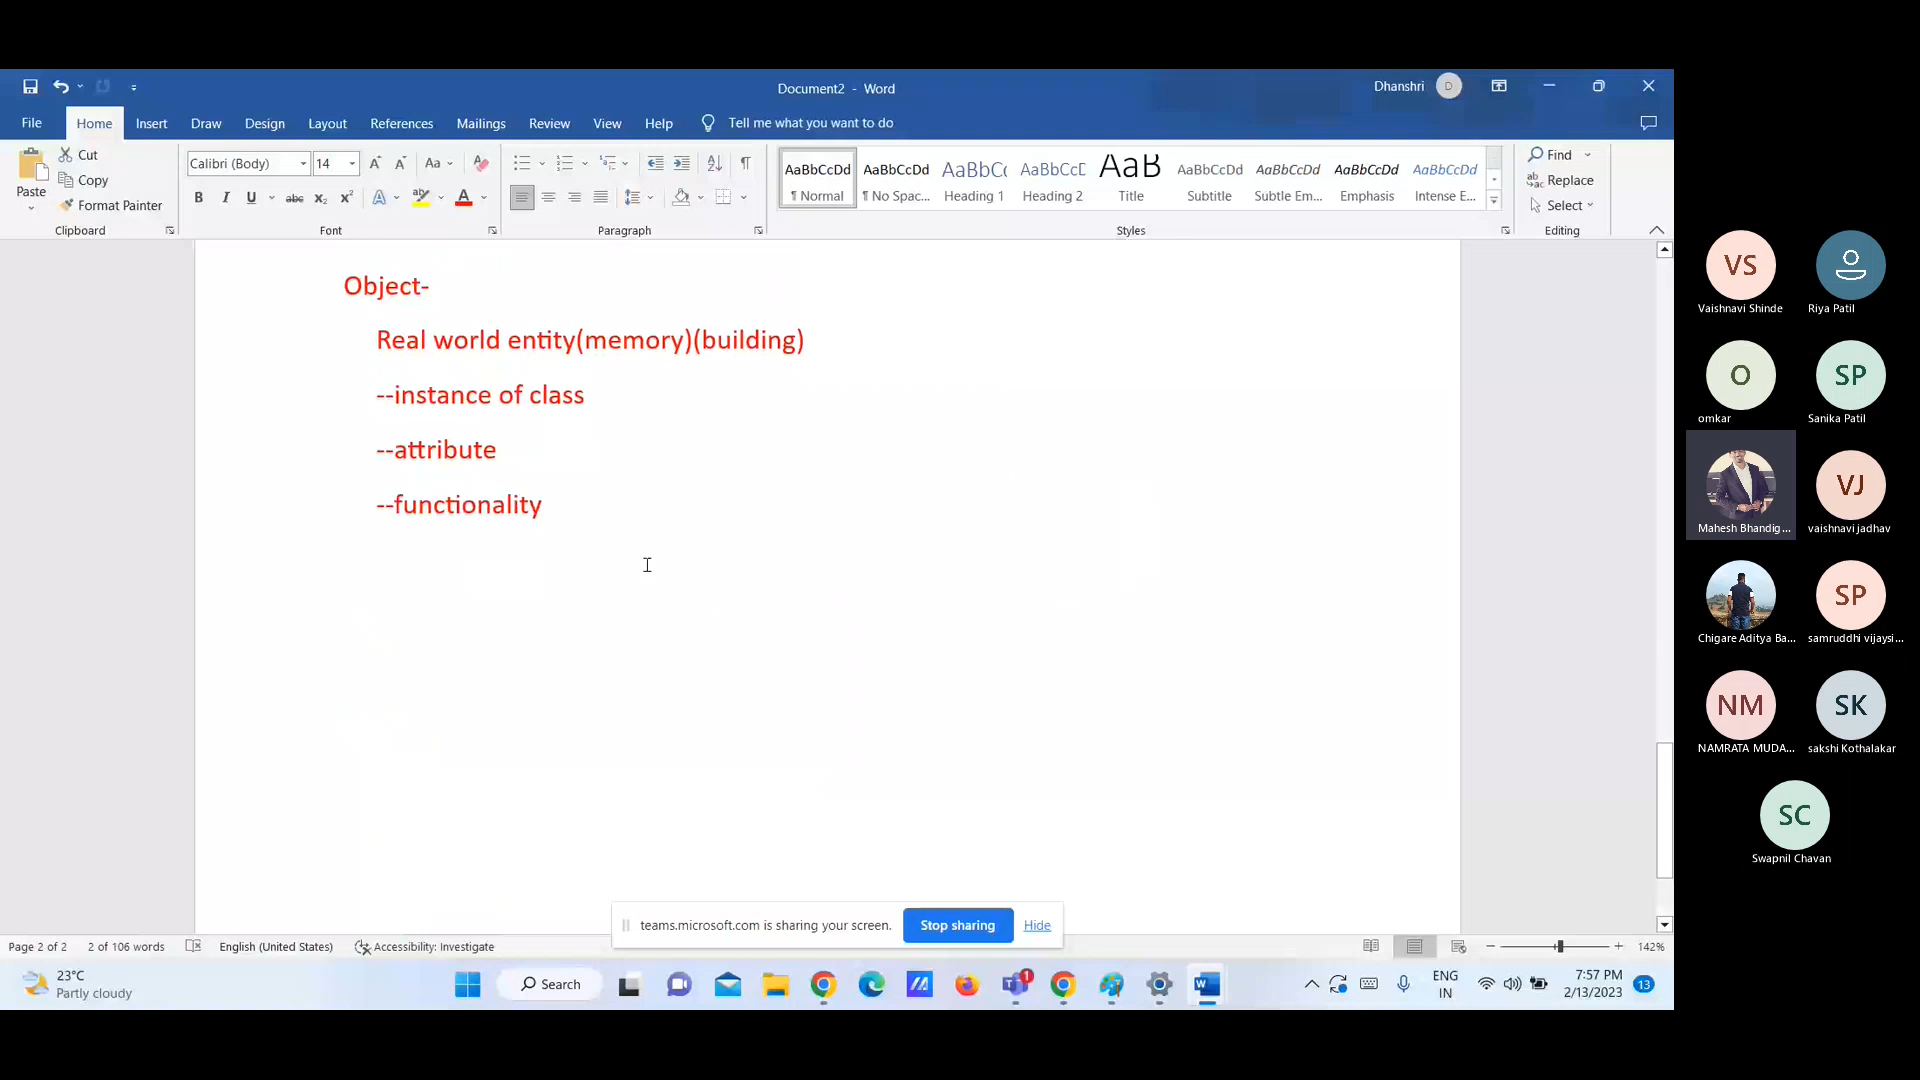 Document2 - Word
Dhanshri
D
File
Home
Insert
Draw
Design
Layout
References
Mailings
Review
View
Help
Tell me what you want to do
Paste
Cut
Copy
Format Painter
Clipboard
Calibri (Body)
14
Font
Paragraph
AaBbCcDd
¶ Normal
AaBbCcDd
¶ No Spac...
AaBbC(
Heading 1
AaBbCcC
Heading 2
AaB
Title
AaBbCcDd
Subtitle
AaBbCcDd
Subtle Em...
AaBbCcDd
Emphasis
AaBbCcDd
Intense E...
Styles
Find
Replace
Select
Editing
Object-
Real world entity(memory)(building)
--instance of class
--attribute
--functionality
teams.microsoft.com is sharing your screen.
Stop sharing
Hide
Page 2 of 2
2 of 106 words
English (United States)
Accessibility: Investigate
142%
23°C
Partly cloudy
Search
1
ENG
IN
7:57 PM
2/13/2023
13
VS
Vaishnavi Shinde
Riya Patil
O
omkar
SP
Sanika Patil
Mahesh Bhandig...
VJ
vaishnavi jadhav
Chigare Aditya Ba...
SP
samruddhi vijaysi...
NM
NAMRATA MUDA...
SK
sakshi Kothalakar
SC
Swapnil Chavan